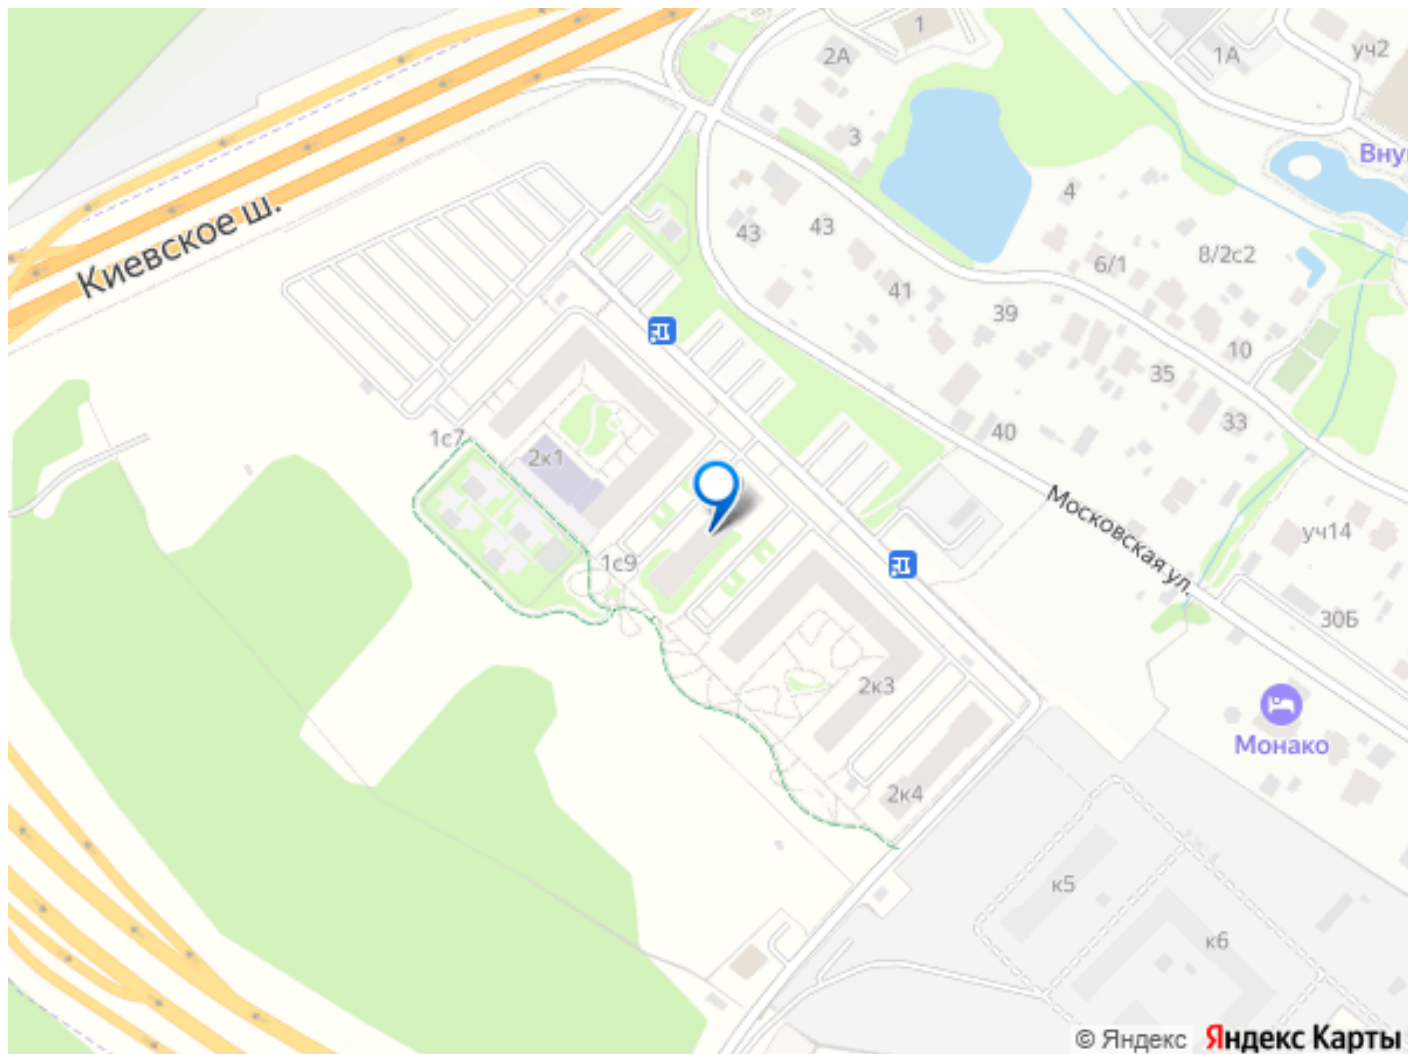 1
2А
1А
уч2
3
Вну
4
43
43
8/2с2
6/1
Киевское ш.
41
39
10
35
33
1с7
40
2к1
Московская ул.
уч14
1с9
30Б
2к3
Монако
2к4
к5
к6
© Яндекс
Яндекс Карты